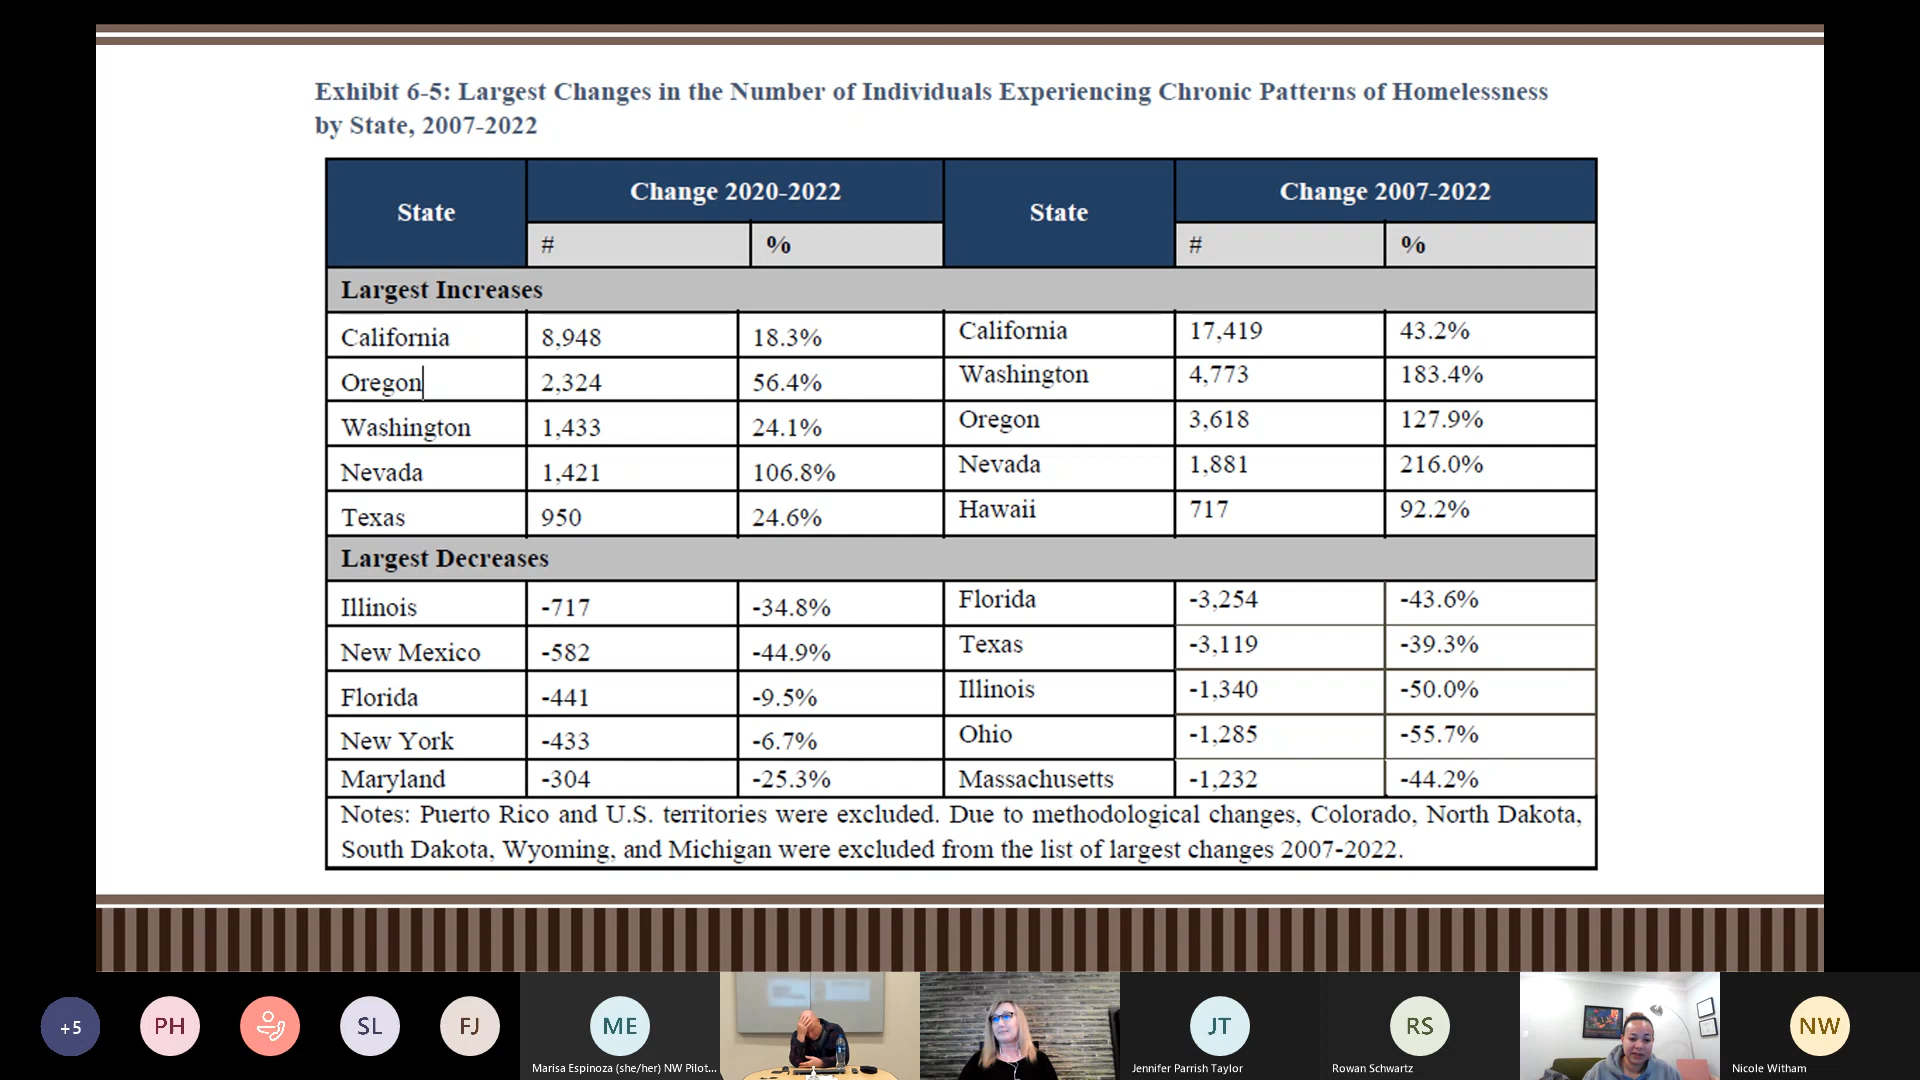 Exhibit 6-5: Largest Changes in the Number of Individuals Experiencing Chronic Patterns of Homelessness
by State, 2007-2022
State Change 2020-2022 State Change 2007-2022
# % # %
Largest Increases
California 8,948 18.3% California 17,419 43.2%
Oregon 2,324 56.4% Washington 4,773 183.4%
Washington 1,433 24.1% Oregon 3,618 127.9%
Nevada 1,421 106.8% Nevada 1,881 216.0%
Texas 950 24.6% Hawaii 717 92.2%
Largest Decreases
Illinois -717 -34.8% Florida -3,254 -43.6%
New Mexico -582 -44.9% Texas -3,119 -39.3%
Florida -441 -9.5% Illinois -1,340 -50.0%
New York -433 -6.7% Ohio -1,285 -55.7%
Maryland -304 -25.3% Massachusetts -1,232 -44.2%
Notes: Puerto Rico and U.S. territories were excluded. Due to methodological changes, Colorado, North Dakota,
South Dakota, Wyoming, and Michigan were excluded from the list of largest changes 2007-2022.
+5 PH SL FJ ME JT RS NW
Marisa Espinoza (she/her) NW Pilot... Jennifer Parrish Taylor Rowan Schwartz Nicole Witham